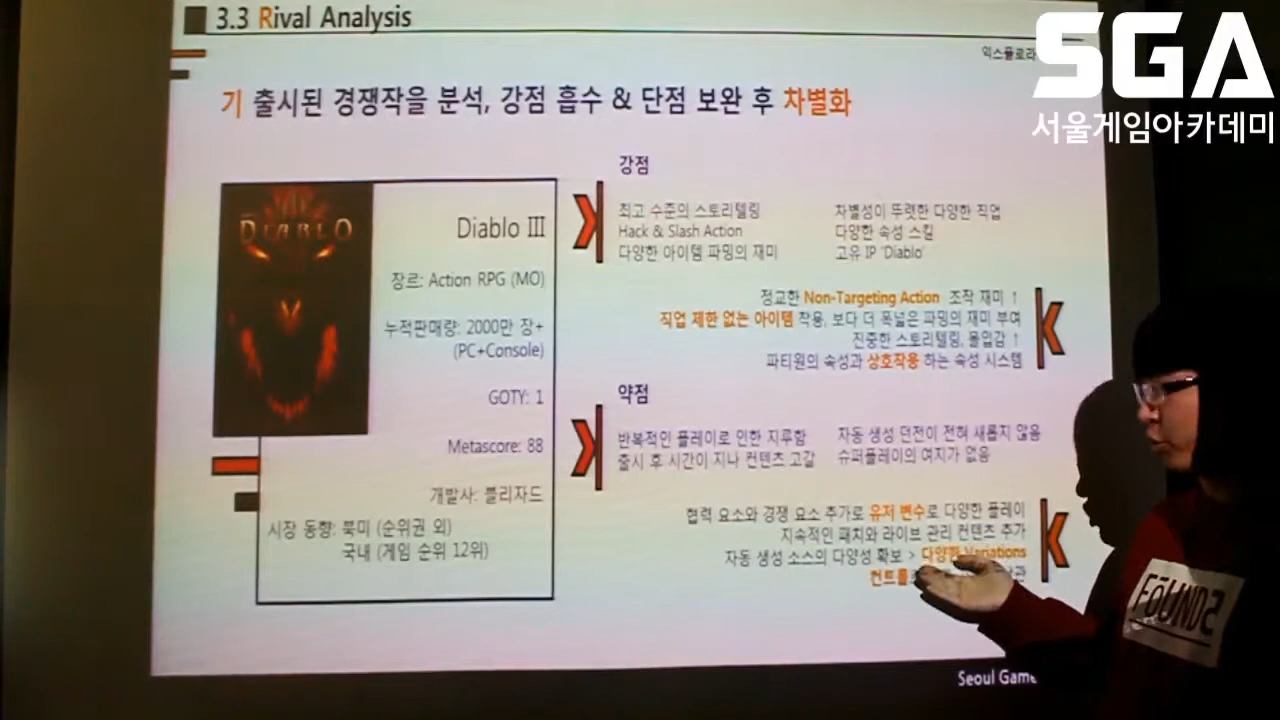 3.3 Rival Analysis
익스플로라
SGA
서울게임아카데미
기 출시된 경쟁작을 분석, 강점 흡수 & 단점 보완 후 차별화
DIABLO
Diablo III
장르: Action RPG (MO)
누적판매량: 2000만 장+
(PC+Console)
GOTY: 1
Metascore: 88
개발사: 블리자드
시장 동향: 북미 (순위권 외)
국내 (게임 순위 12위)
강점
최고 수준의 스토리텔링
Hack & Slash Action
다양한 아이템 파밍의 재미
차별성이 뚜렷한 다양한 직업
다양한 속성 스킬
고유 IP 'Diablo'
정교한 Non-Targeting Action 조작 재미 ↑
직업 제한 없는 아이템 착용, 보다 더 폭넓은 파밍의 재미 부여
진중한 스토리텔링, 몰입감 ↑
파티원의 속성과 상호작용 하는 속성 시스템
약점
반복적인 플레이로 인한 지루함
출시 후 시간이 지나 컨텐츠 고갈
자동 생성 던전이 전혀 새롭지 않음
슈퍼플레이의 여지가 없음
협력 요소와 경쟁 요소 추가로 유저 변수로 다양한 플레이
지속적인 패치와 라이브 관리 컨텐츠 추가
자동 생성 소스의 다양성 확보 > 다양한 Variations
컨트롤
Seoul Game
FOUND2